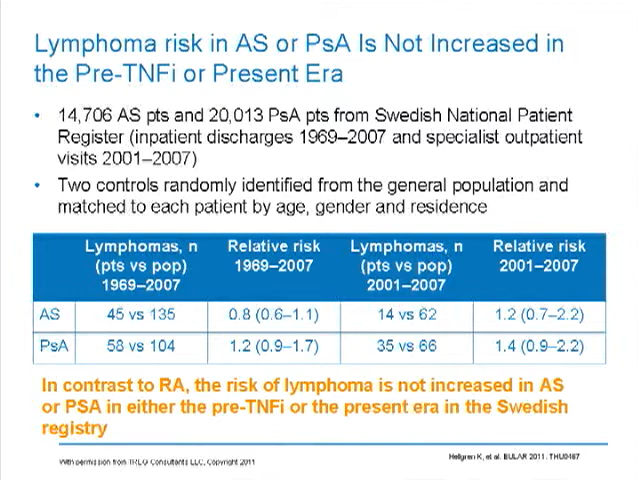 Lymphoma risk in AS or PsA Is Not Increased in
the Pre-TNFi or Present Era
• 14,706 AS pts and 20,013 PsA pts from Swedish National Patient
Register (inpatient discharges 1969–2007 and specialist outpatient
visits 2001–2007)
• Two controls randomly identified from the general population and
matched to each patient by age, gender and residence
Lymphomas, n (pts vs pop) 1969–2007 Relative risk 1969–2007 Lymphomas, n (pts vs pop) 2001–2007 Relative risk 2001–2007
AS 45 vs 135 0.8 (0.6–1.1) 14 vs 62 1.2 (0.7–2.2)
PsA 58 vs 104 1.2 (0.9–1.7) 35 vs 66 1.4 (0.9–2.2)
In contrast to RA, the risk of lymphoma is not increased in AS
or PSA in either the pre-TNFi or the present era in the Swedish
registry
With permission from TREG Consultants LLC, Copyright 2011
Hellgren K, et al. EULAR 2011. THU0467